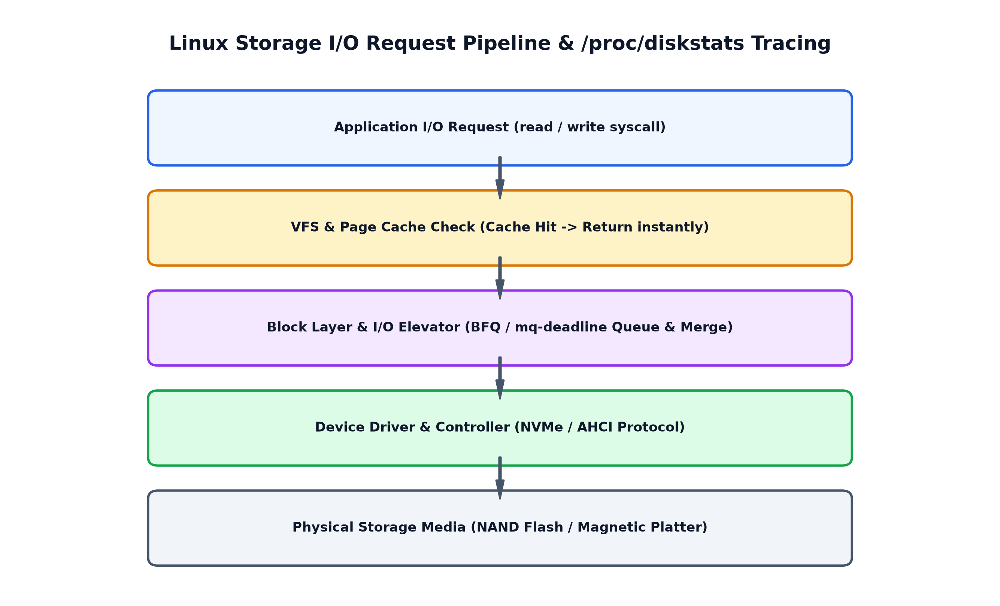 Linux Storage I/O Request Pipeline & /proc/diskstats Tracing
Application I/O Request (read / write syscall)
VFS & Page Cache Check (Cache Hit -> Return instantly)
Block Layer & I/O Elevator (BFQ / mq-deadline Queue & Merge)
Device Driver & Controller (NVMe / AHCI Protocol)
Physical Storage Media (NAND Flash / Magnetic Platter)